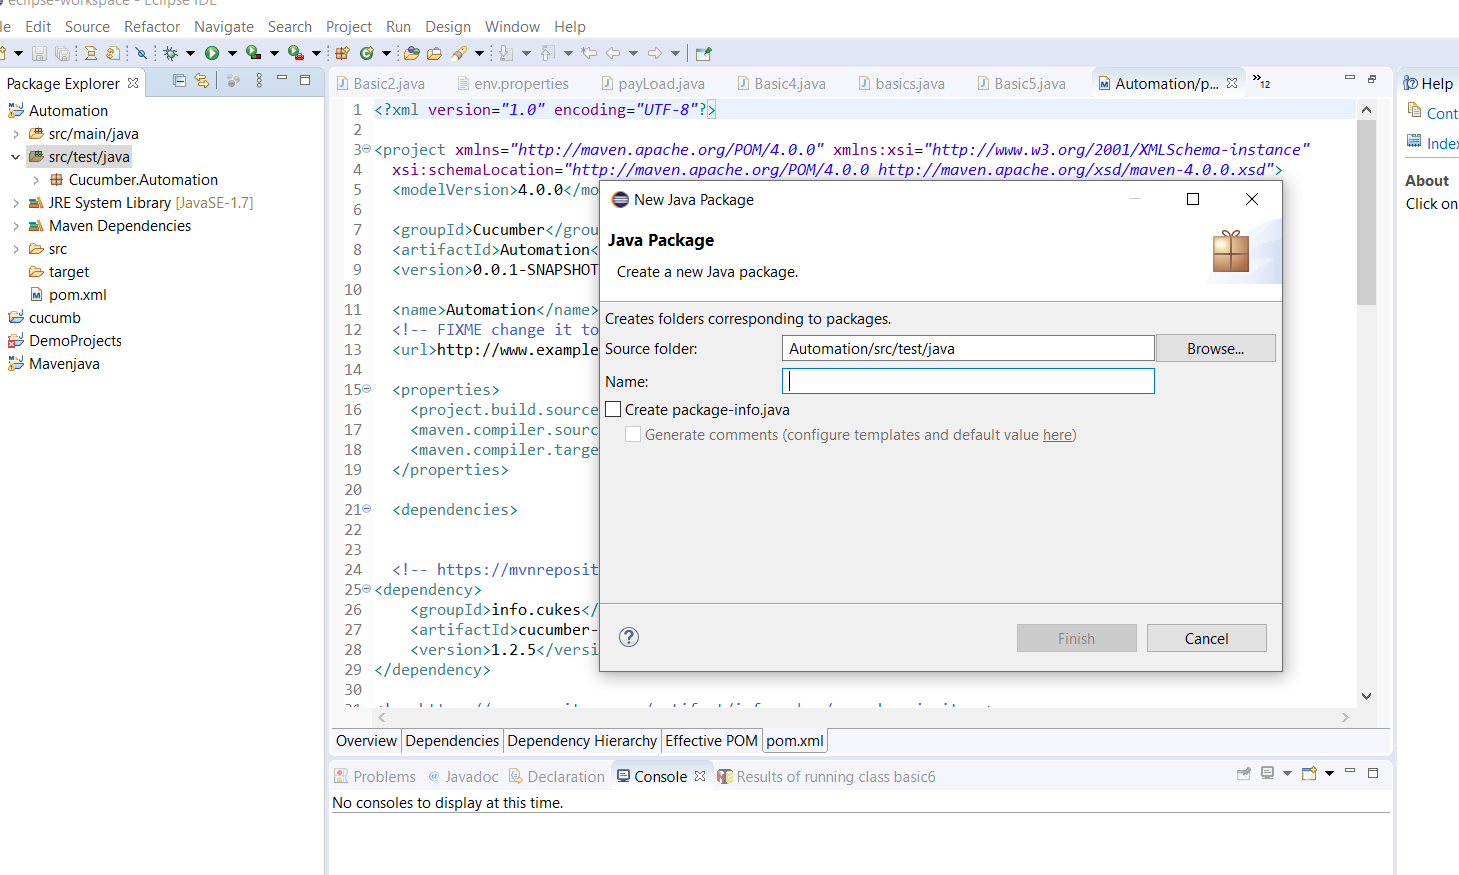 eclipse-workspace - Eclipse IDE
Edit Source Refactor Navigate Search Project Run Design Window Help
Package Explorer
Basic2.java env.properties payLoad.java Basic4.java basics.java Basic5.java Automation/p... 12
Help
Automation
src/main/java
src/test/java
Cucumber.Automation
JRE System Library [JavaSE-1.7]
Maven Dependencies
src
target
pom.xml
cucumb
DemoProjects
Mavenjava
1 <?xml version="1.0" encoding="UTF-8"?>
2
3 <project xmlns="http://maven.apache.org/POM/4.0.0" xmlns:xsi="http://www.w3.org/2001/XMLSchema-instance"
4 xsi:schemaLocation="http://maven.apache.org/POM/4.0.0 http://maven.apache.org/xsd/maven-4.0.0.xsd">
5 <modelVersion>4.0.0</mo
6
7 <groupId>Cucumber</grou
8 <artifactId>Automation<
9 <version>0.0.1-SNAPSHOT
10
11 <name>Automation</name>
12 <!-- FIXME change it to
13 <url>http://www.example
14
15 <properties>
16 <project.build.source
17 <maven.compiler.sourc
18 <maven.compiler.targe
19 </properties>
20
21 <dependencies>
22
23
24 <!-- https://mvnreposit
25 <dependency>
26 <groupId>info.cukes</
27 <artifactId>cucumber-
28 <version>1.2.5</versi
29 </dependency>
30
New Java Package
Java Package
Create a new Java package.
Creates folders corresponding to packages.
Source folder: Automation/src/test/java Browse...
Name:
Create package-info.java
Generate comments (configure templates and default value here)
? Finish Cancel
Cont
Index
About
Click on
Overview Dependencies Dependency Hierarchy Effective POM pom.xml
Problems @ Javadoc Declaration Console Results of running class basic6
No consoles to display at this time.